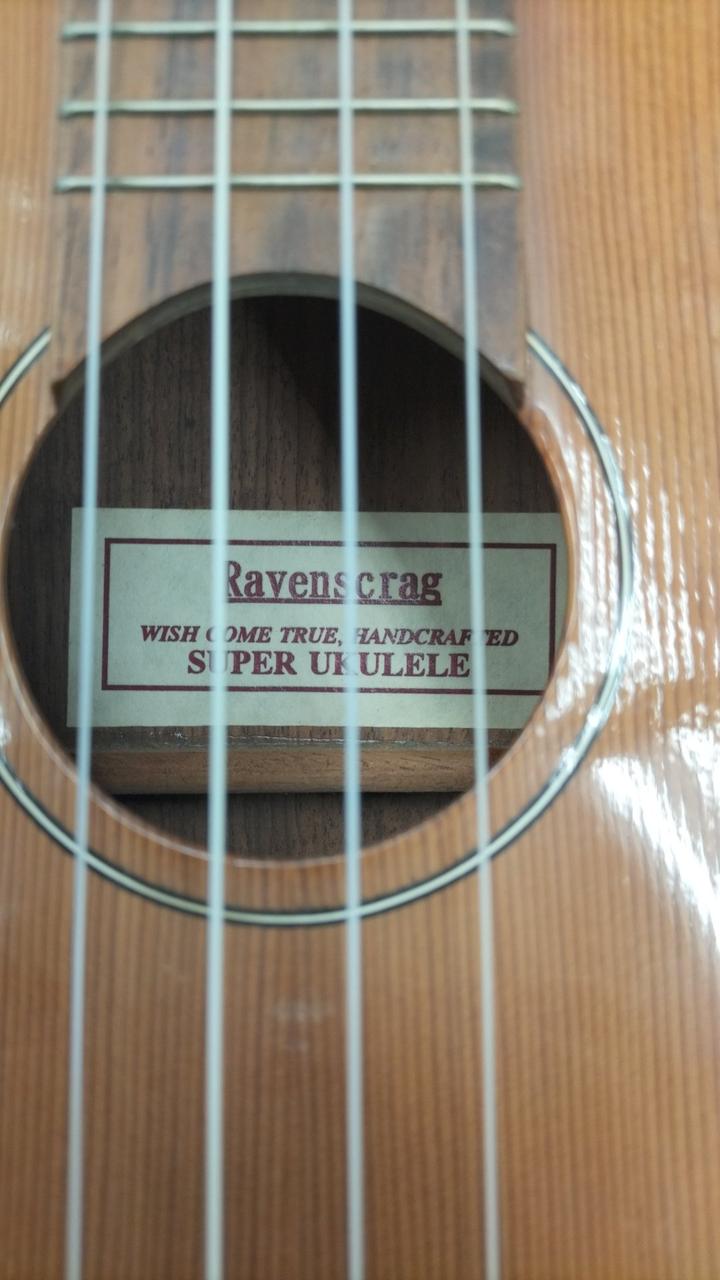 Ravenscrag
WISH COME TRUE, HANDCRAFTED
SUPER UKULELE